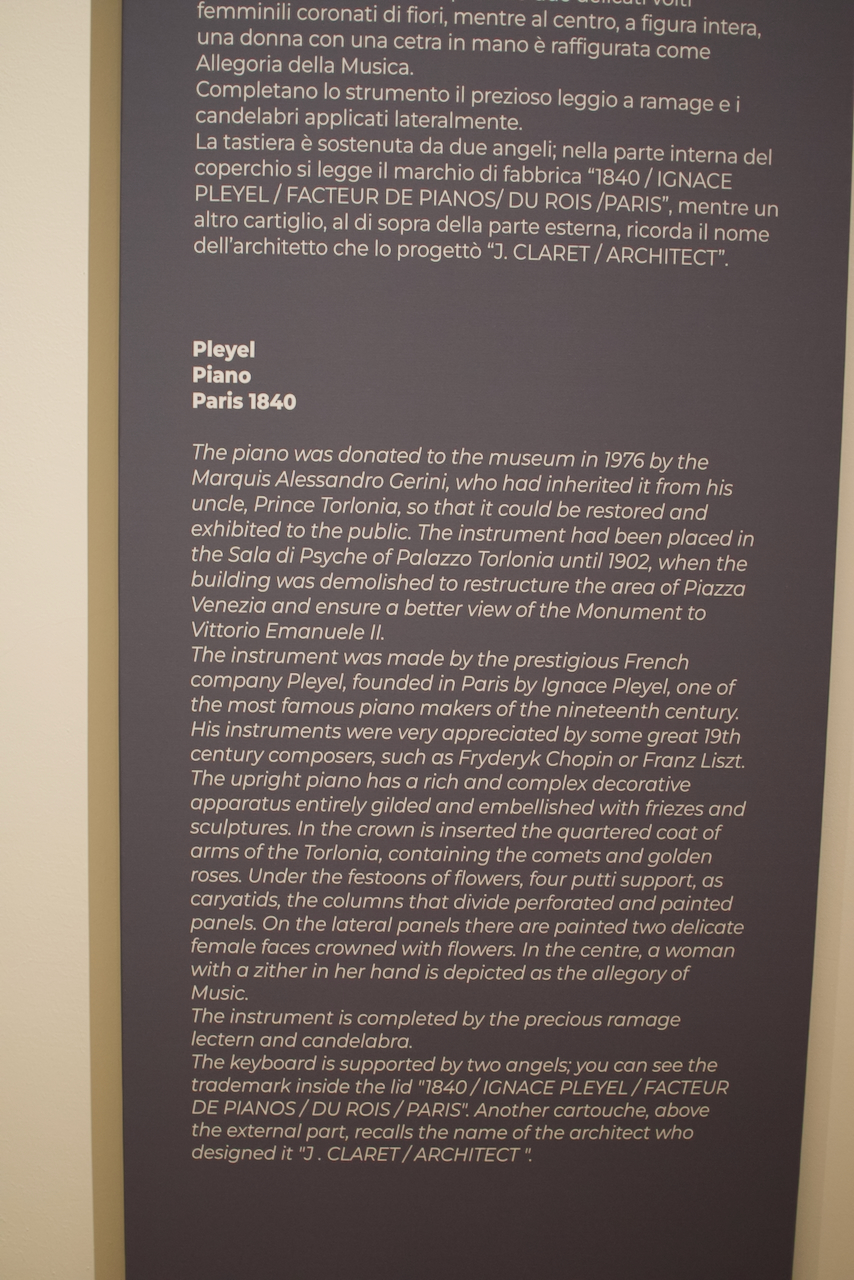 femminili coronati di fiori, mentre al centro, a figura intera,
una donna con una cetra in mano è raffigurata come
Allegoria della Musica.
Completano lo strumento il prezioso leggio a ramage e i
candelabri applicati lateralmente.
La tastiera è sostenuta da due angeli; nella parte interna del
coperchio si legge il marchio di fabbrica “1840 / IGNACE
PLEYEL / FACTEUR DE PIANOS/ DU ROIS /PARIS”, mentre un
altro cartiglio, al di sopra della parte esterna, ricorda il nome
dell’architetto che lo progettò “J. CLARET / ARCHITECT”.
Pleyel
Piano
Paris 1840
The piano was donated to the museum in 1976 by the
Marquis Alessandro Gerini, who had inherited it from his
uncle, Prince Torlonia, so that it could be restored and
exhibited to the public. The instrument had been placed in
the Sala di Psyche of Palazzo Torlonia until 1902, when the
building was demolished to restructure the area of Piazza
Venezia and ensure a better view of the Monument to
Vittorio Emanuele II.
The instrument was made by the prestigious French
company Pleyel, founded in Paris by Ignace Pleyel, one of
the most famous piano makers of the nineteenth century.
His instruments were very appreciated by some great 19th
century composers, such as Fryderyk Chopin or Franz Liszt.
The upright piano has a rich and complex decorative
apparatus entirely gilded and embellished with friezes and
sculptures. In the crown is inserted the quartered coat of
arms of the Torlonia, containing the comets and golden
roses. Under the festoons of flowers, four putti support, as
caryatids, the columns that divide perforated and painted
panels. On the lateral panels there are painted two delicate
female faces crowned with flowers. In the centre, a woman
with a zither in her hand is depicted as the allegory of
Music.
The instrument is completed by the precious ramage
lectern and candelabra.
The keyboard is supported by two angels; you can see the
trademark inside the lid "1840 / IGNACE PLEYEL / FACTEUR
DE PIANOS / DU ROIS / PARIS". Another cartouche, above
the external part, recalls the name of the architect who
designed it "J . CLARET / ARCHITECT ".